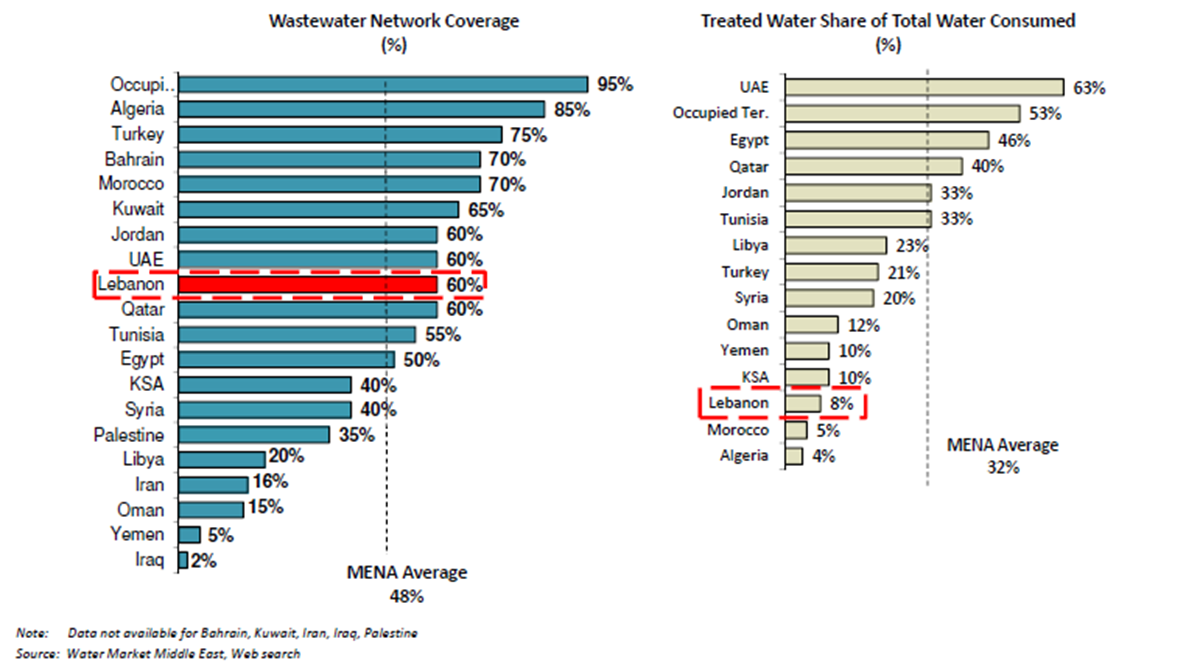 Wastewater Network Coverage
(%)
Occupi.. 95%
Algeria 85%
Turkey 75%
Bahrain 70%
Morocco 70%
Kuwait 65%
Jordan 60%
UAE 60%
Lebanon 60%
Qatar 60%
Tunisia 55%
Egypt 50%
KSA 40%
Syria 40%
Palestine 35%
Libya 20%
Iran 16%
Oman 15%
Yemen 5%
Iraq 2%
MENA Average
48%
Treated Water Share of Total Water Consumed
(%)
UAE 63%
Occupied Ter. 53%
Egypt 46%
Qatar 40%
Jordan 33%
Tunisia 33%
Libya 23%
Turkey 21%
Syria 20%
Oman 12%
Yemen 10%
KSA 10%
Lebanon 8%
Morocco 5%
Algeria 4%
MENA Average
32%
Note: Data not available for Bahrain, Kuwait, Iran, Iraq, Palestine
Source: Water Market Middle East, Web search